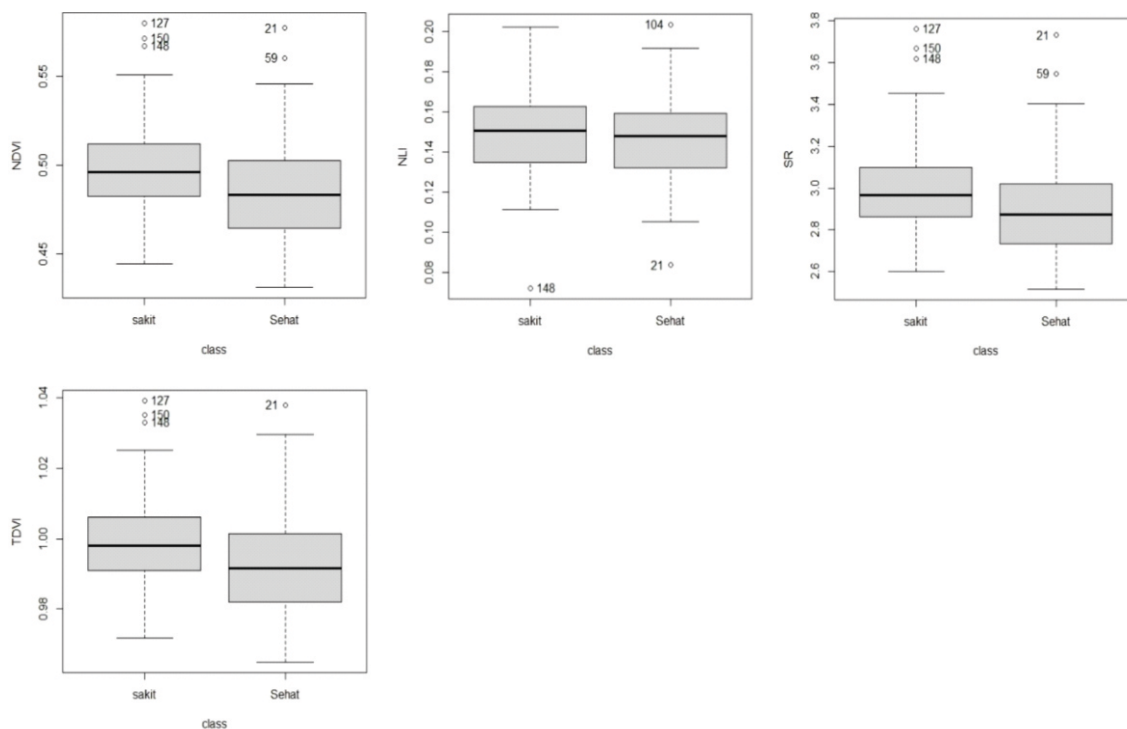 NDVI
0.55
0.50
0.45
127
150
148
21
59
sakit
Sehat
class
NLI
0.20
0.18
0.16
0.14
0.12
0.10
0.08
104
148
21
sakit
Sehat
class
SR
3.8
3.6
3.4
3.2
3.0
2.8
2.6
127
150
148
21
59
sakit
Sehat
class
TDVI
1.04
1.02
1.00
0.98
127
150
148
21
sakit
Sehat
class